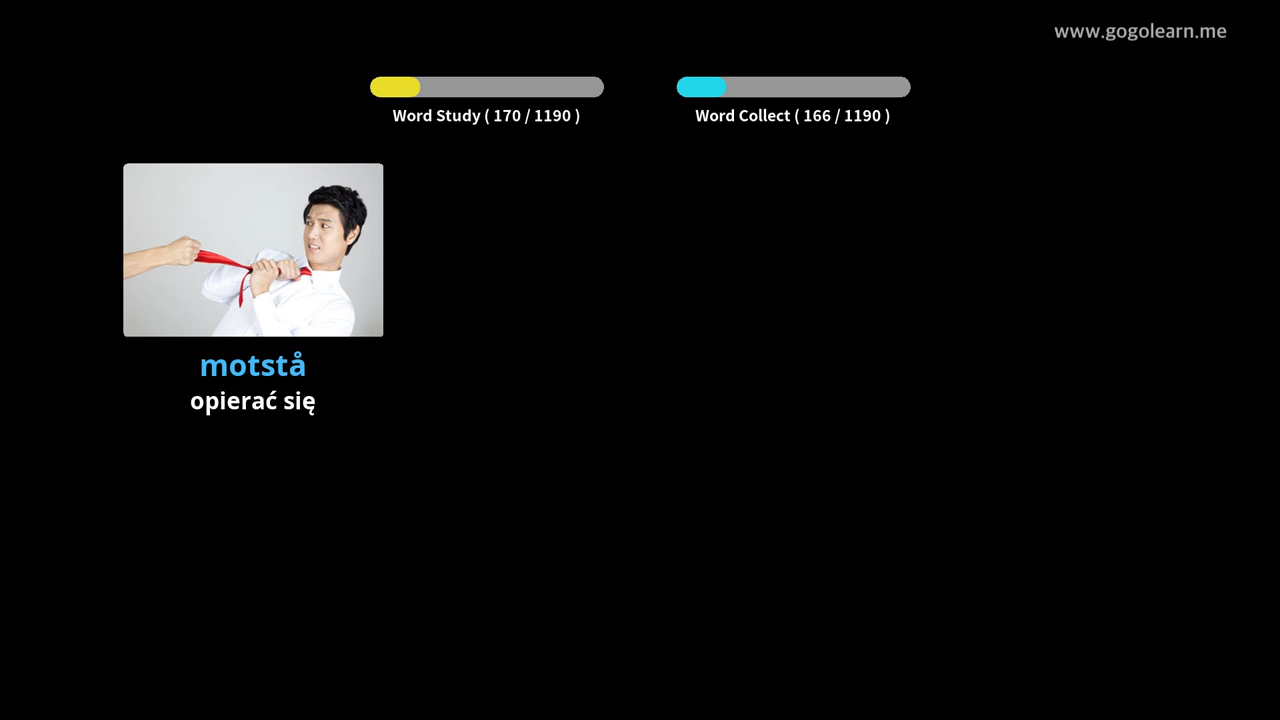 www.gogolearn.me
Word Study ( 170 / 1190 )
Word Collect ( 166 / 1190 )
motstå
opierać się